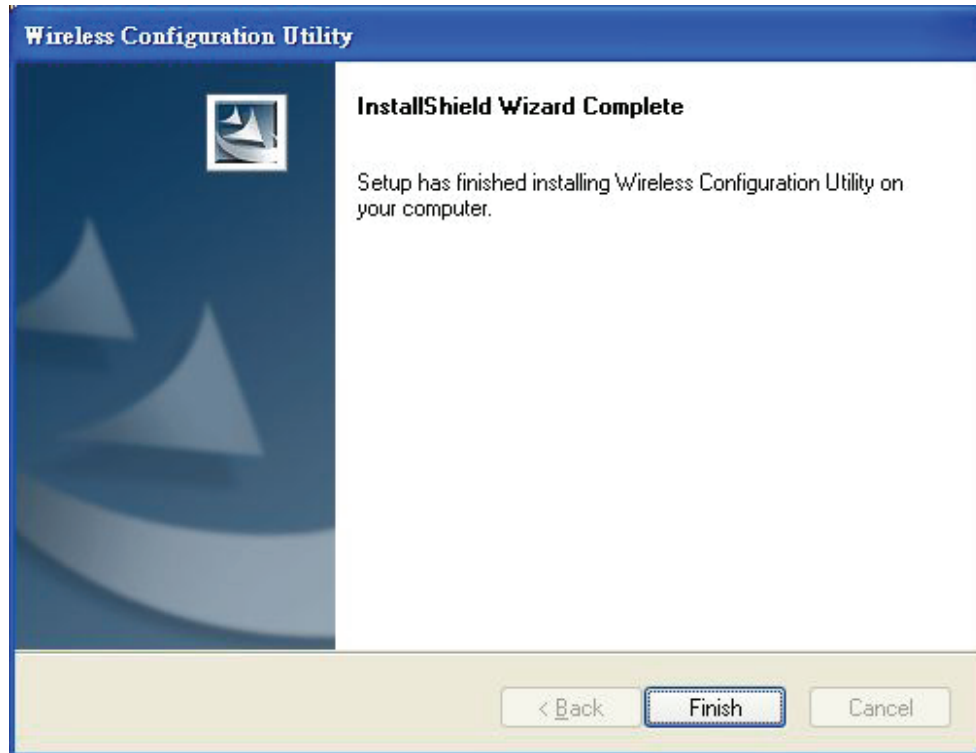 Wireless Configuration Utility
InstallShield Wizard Complete
Setup has finished installing Wireless Configuration Utility on
your computer.
< Back
Finish
Cancel